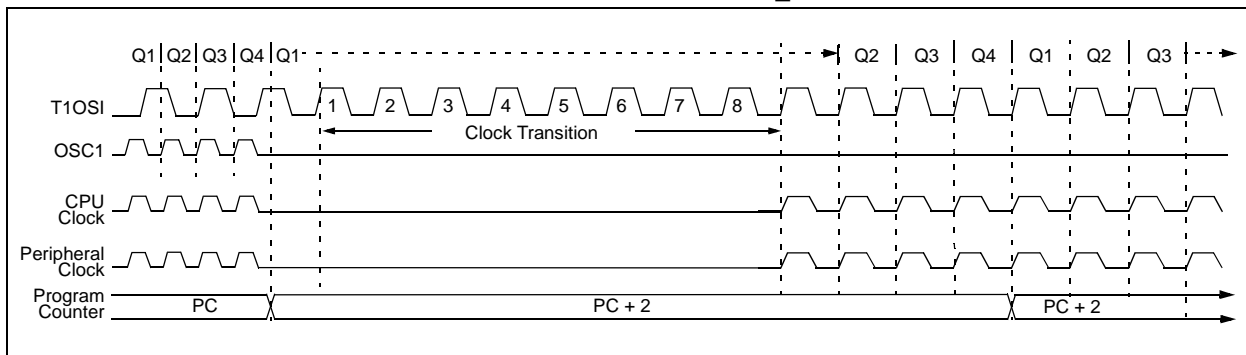 Q1 Q2 Q3 Q4 Q1 Q2 Q3 Q4 Q1 Q2 Q3
T1OSI 1 2 3 4 5 6 7 8
Clock Transition
OSC1
CPU
Clock
Peripheral
Clock
Program
Counter
PC PC + 2 PC + 2